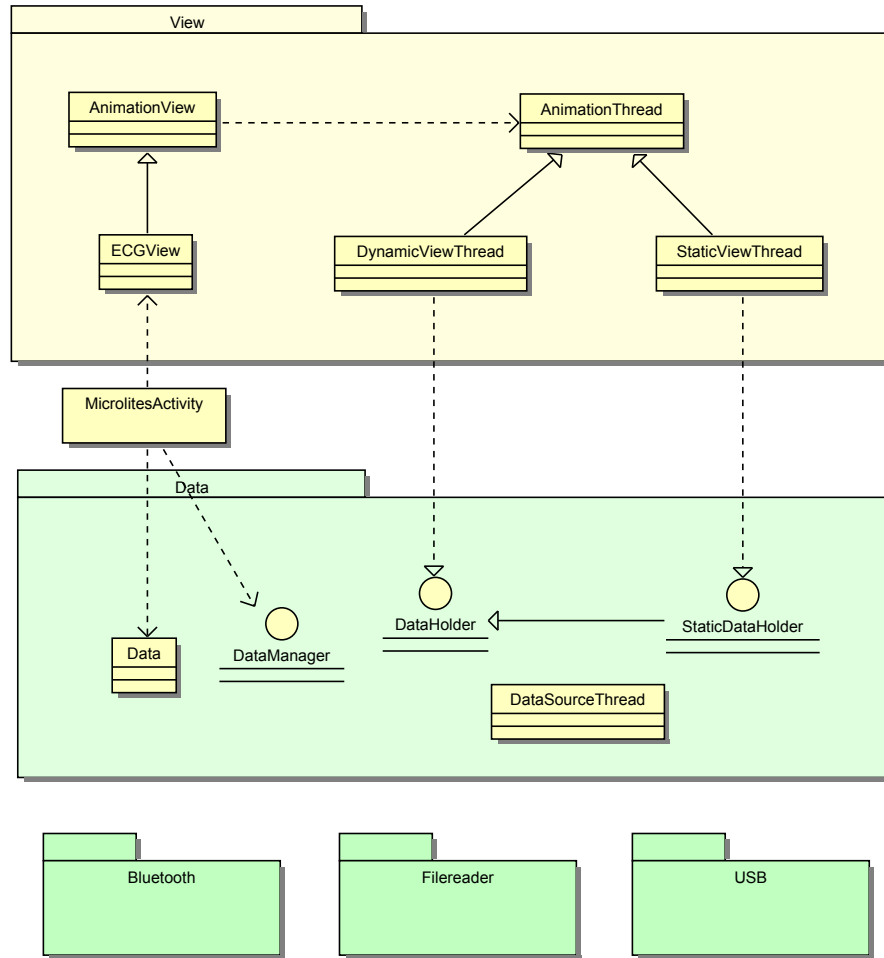 View
AnimationView
AnimationThread
ECGView
DynamicViewThread
StaticViewThread
MicrolitesActivity
Data
DataHolder
StaticDataHolder
Data
DataManager
DataSourceThread
Bluetooth
Filereader
USB